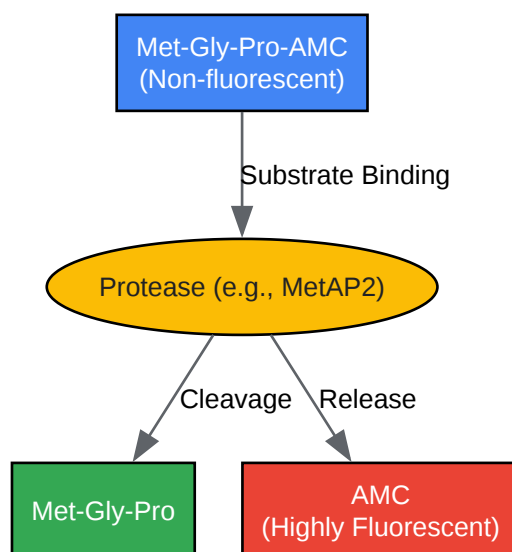 Met-Gly-Pro-AMC
(Non-fluorescent)
Substrate Binding
Protease (e.g., MetAP2)
Cleavage
Release
Met-Gly-Pro
AMC
(Highly Fluorescent)